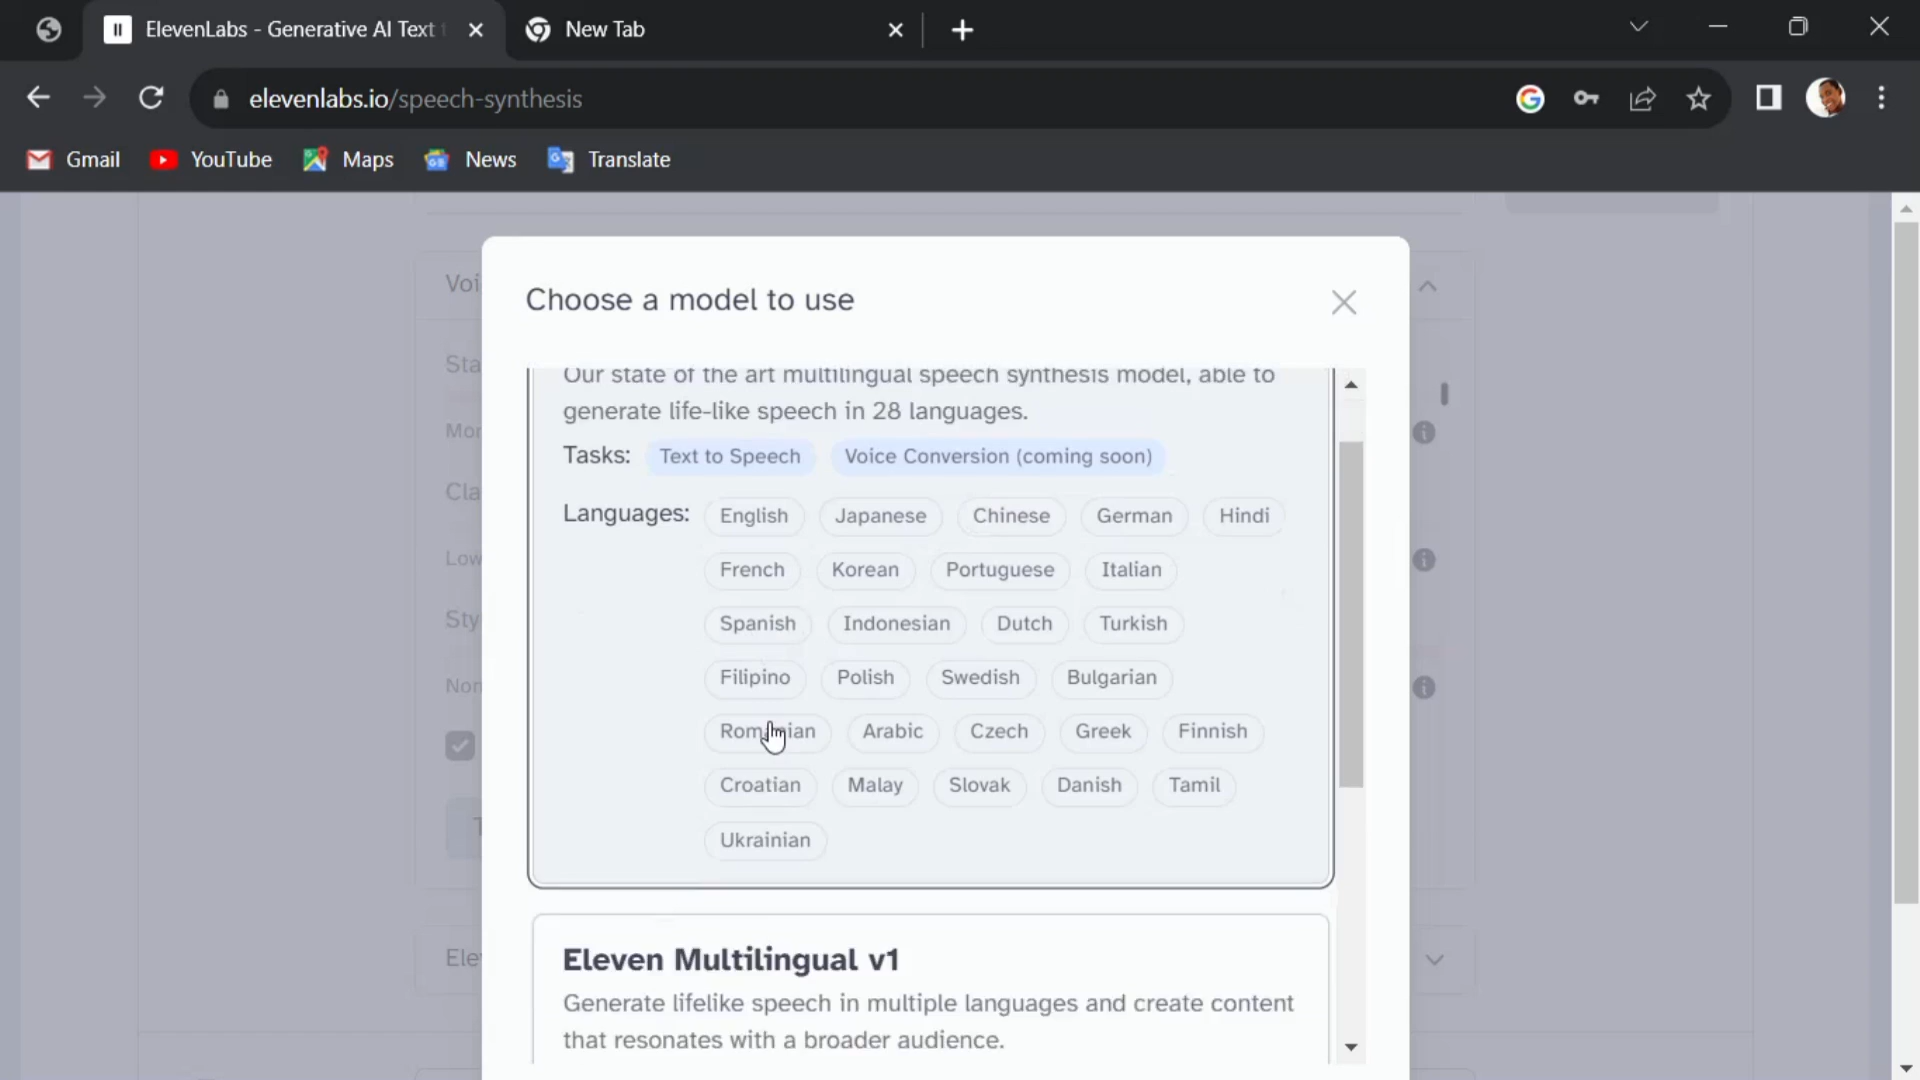 ElevenLabs - Generative AI Text
New Tab
elevenlabs.io/speech-synthesis
Gmail
YouTube
Maps
News
Translate
Choose a model to use
Our state of the art multilingual speech synthesis model, able to
generate life-like speech in 28 languages.
Tasks: Text to Speech Voice Conversion (coming soon)
Languages: English Japanese Chinese German Hindi
French Korean Portuguese Italian
Spanish Indonesian Dutch Turkish
Filipino Polish Swedish Bulgarian
Romanian Arabic Czech Greek Finnish
Croatian Malay Slovak Danish Tamil
Ukrainian
Eleven Multilingual v1
Generate lifelike speech in multiple languages and create content
that resonates with a broader audience.